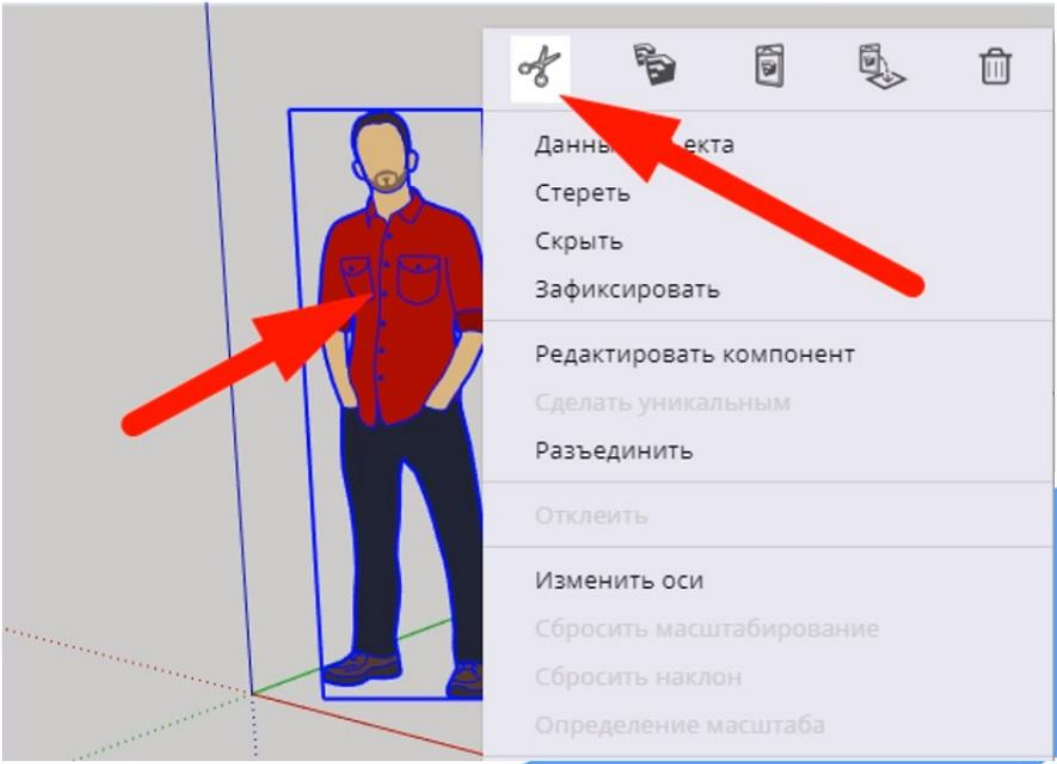 Данны екта
Стереть
Скрыть
Зафиксировать
Редактировать компонент
Сделать уникальным
Разъединить
Отклеить
Изменить оси
Сбросить масштабирование
Сбросить наклон
Определение масштаба